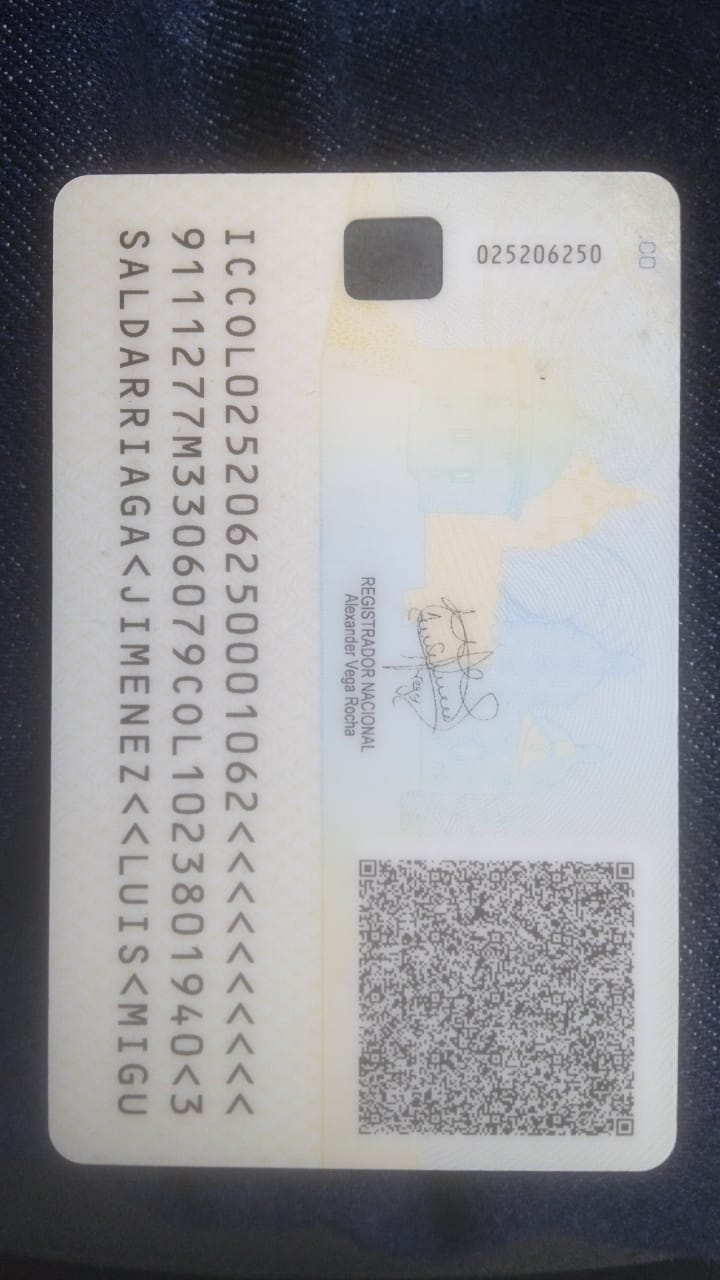 .CO
025206250
REGISTRADOR NACIONAL
Alexander Vega Rocha
ICCOL025206250001062<<<<<<<<<<
9111277M3306079COL1023801940<3
SALDARRIAGA<JIMENEZ<<LUIS<MIGU